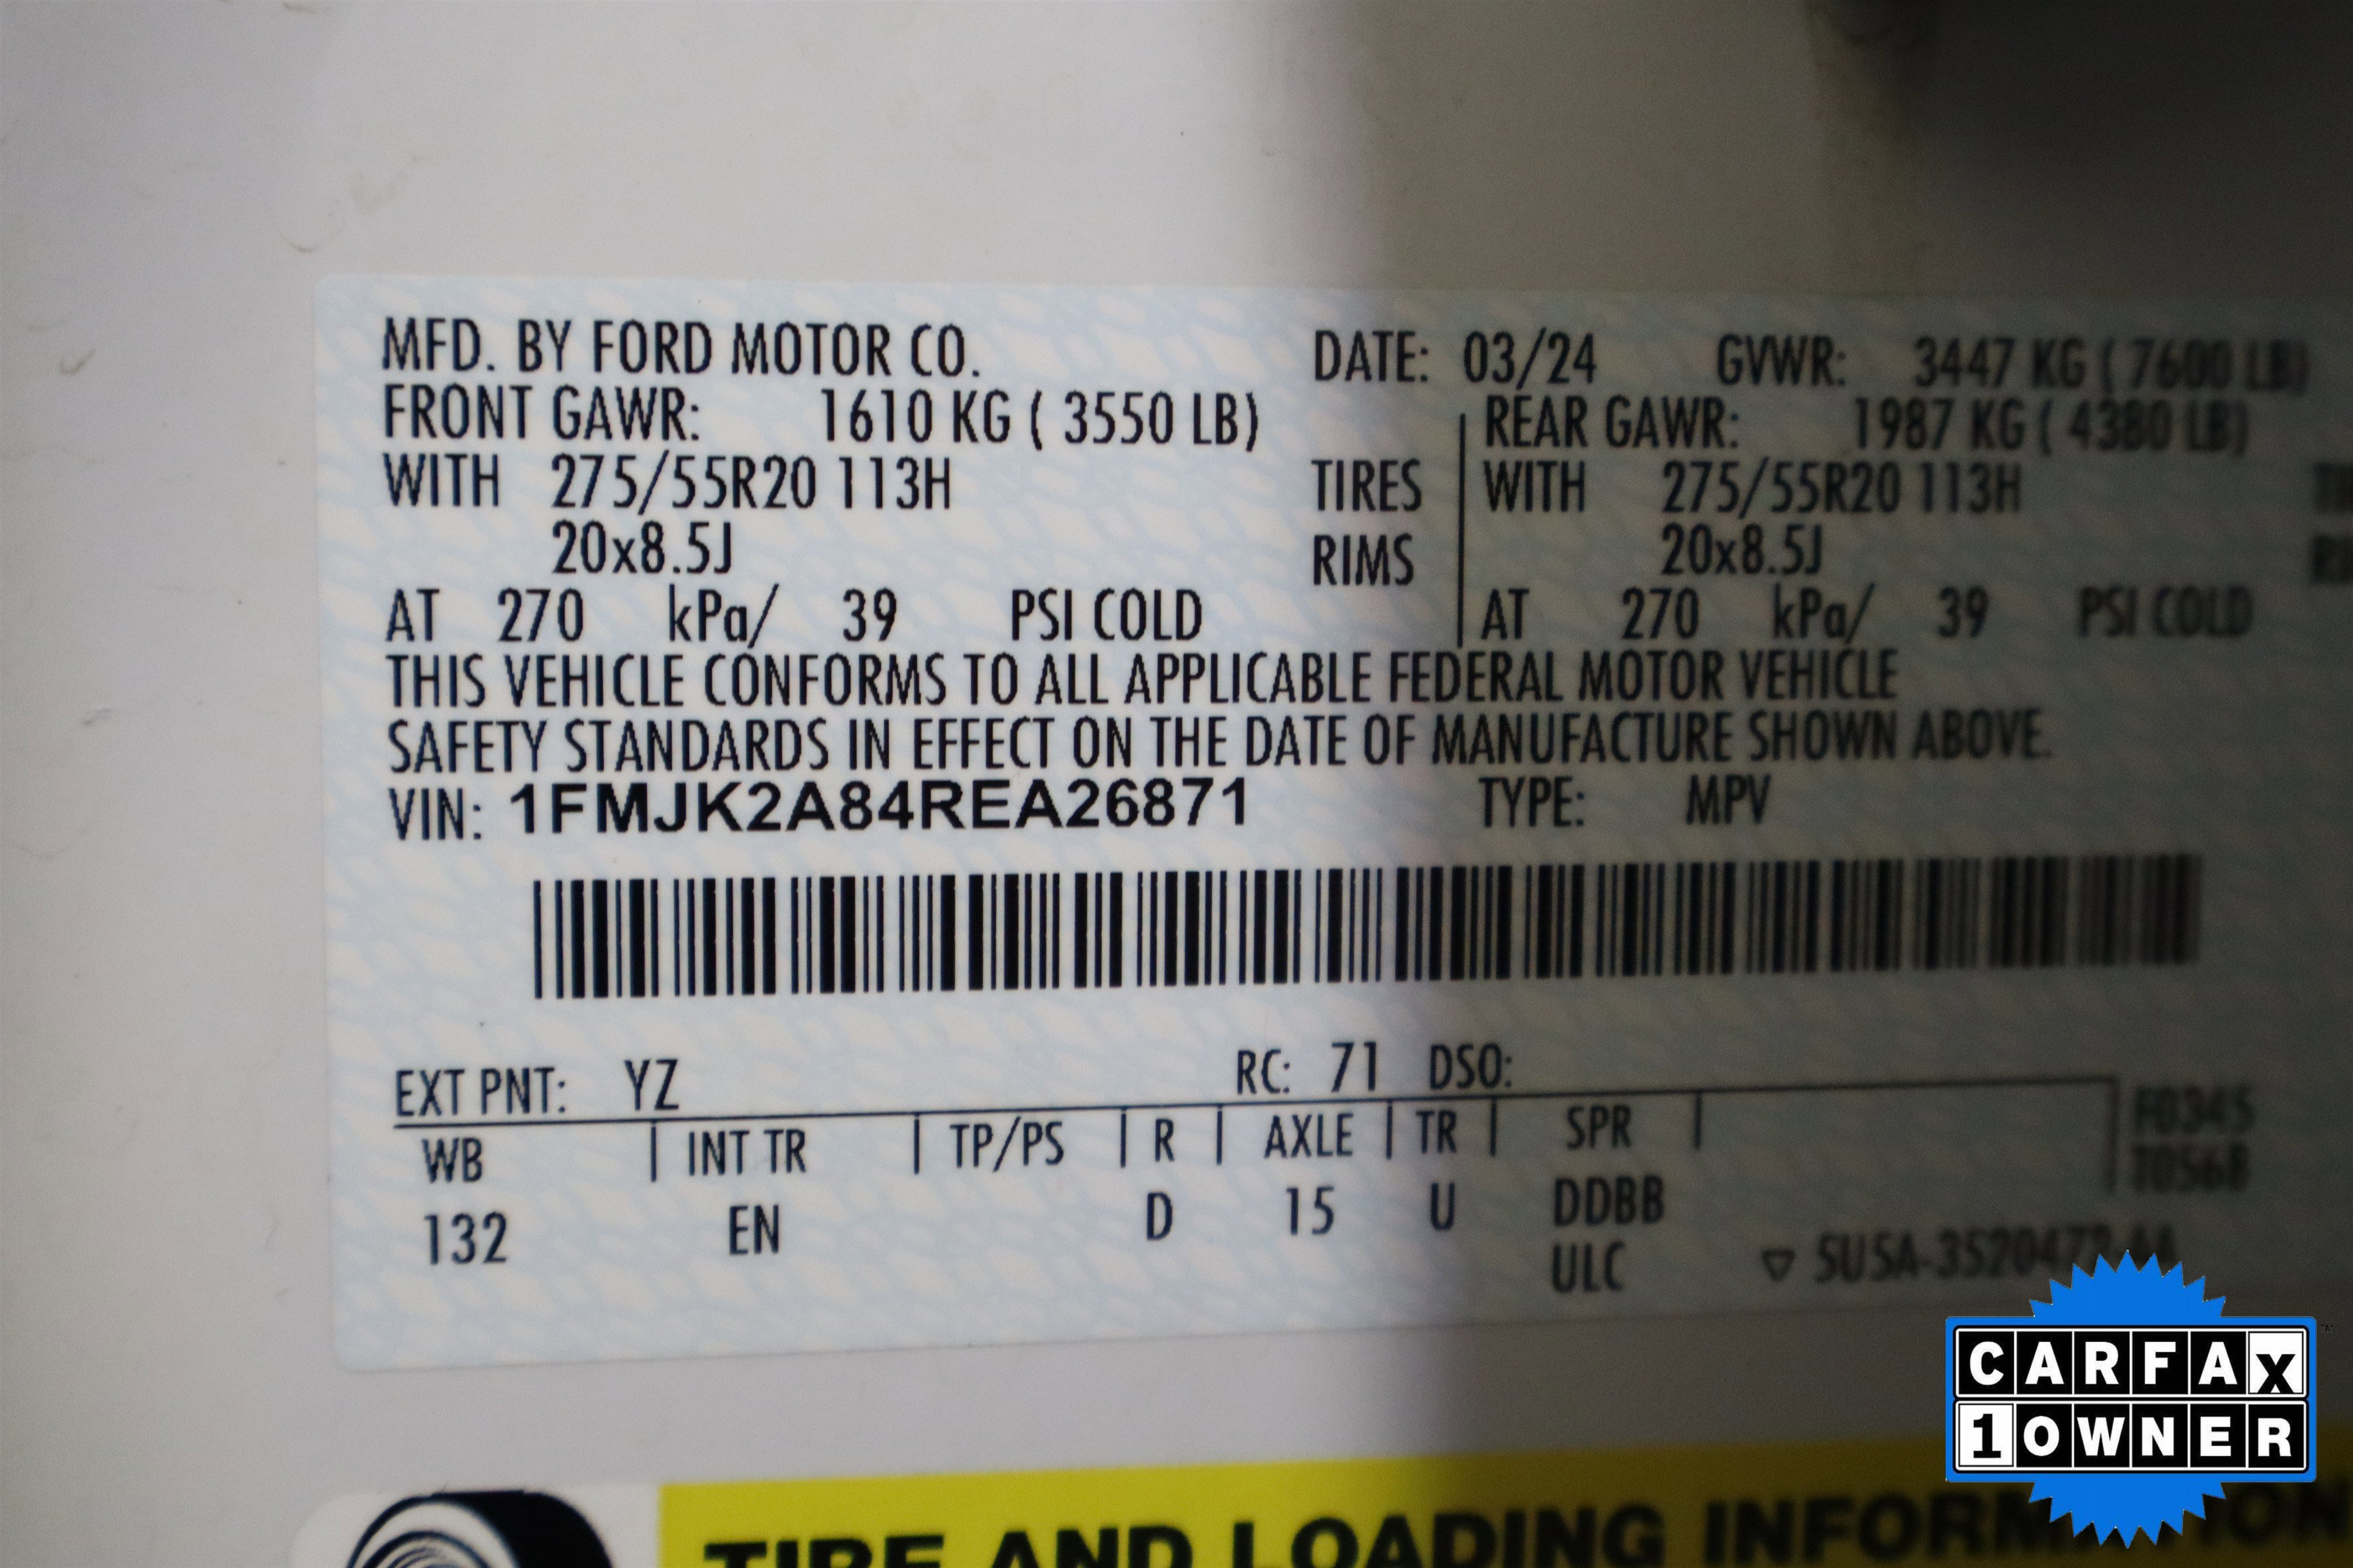 MFD. BY FORD MOTOR CO. DATE: 03/24 GVWR: 3447 KG ( 7600 LB)
FRONT GAWR: 1610 KG ( 3550 LB) REAR GAWR: 1987 KG ( 4380 LB)
WITH 275/55R20 113H TIRES WITH 275/55R20 113H
20x8.5J RIMS 20x8.5J
AT 270 kPa/ 39 PSI COLD AT 270 kPa/ 39 PSI COLD
THIS VEHICLE CONFORMS TO ALL APPLICABLE FEDERAL MOTOR VEHICLE
SAFETY STANDARDS IN EFFECT ON THE DATE OF MANUFACTURE SHOWN ABOVE.
VIN: 1FMJK2A84REA26871 TYPE: MPV
EXT PNT: YZ RC: 71 DSO:
WB | INT TR | TP/PS | R | AXLE | TR | SPR | F0345
132 EN D 15 U DDBB T0568
ULC
CARFAX
1 OWNER
TIRE AND LOADING INFORMATION